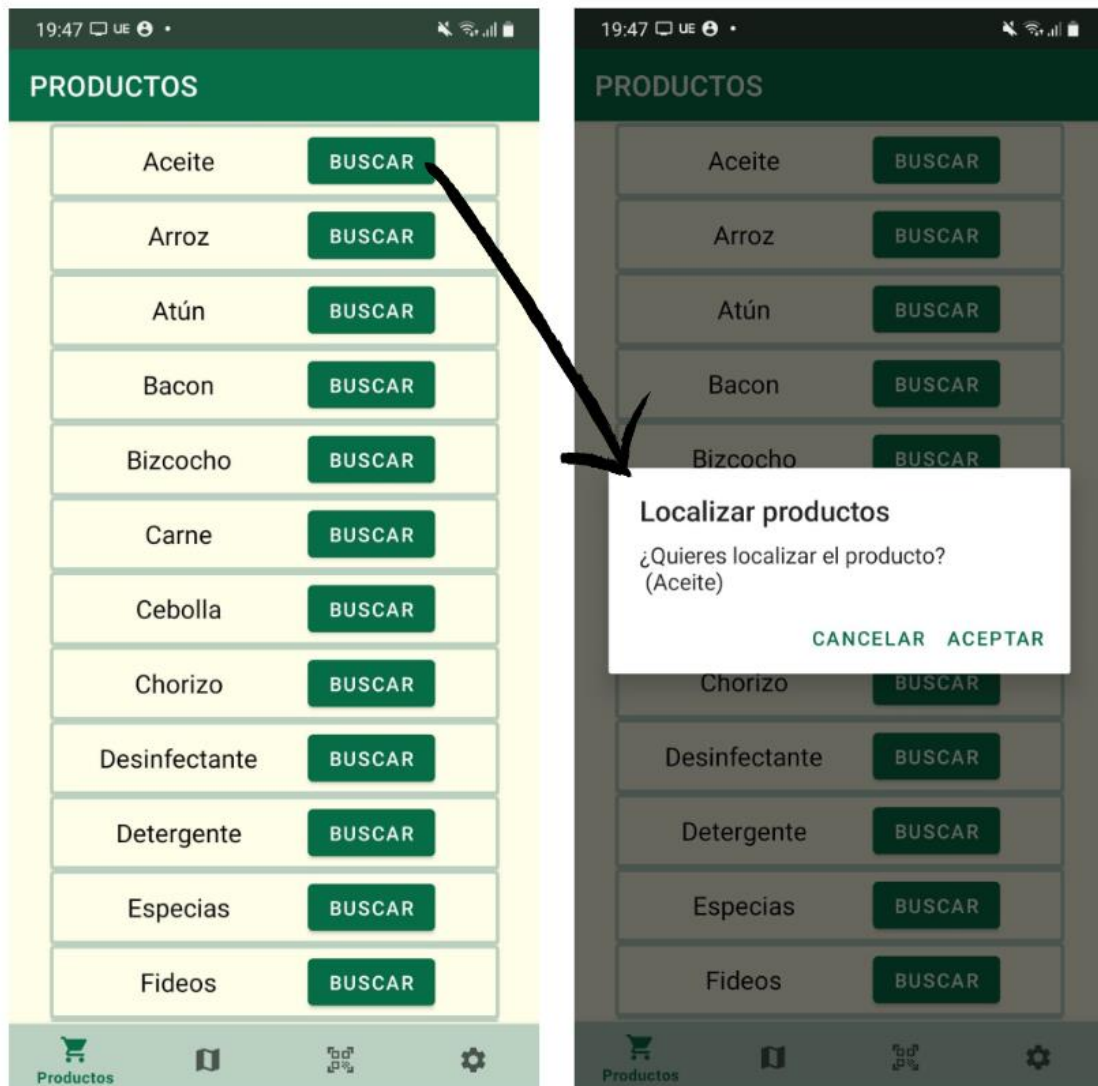 19:47 UE
PRODUCTOS
Aceite BUSCAR
Arroz BUSCAR
Atún BUSCAR
Bacon BUSCAR
Bizcocho BUSCAR
Carne BUSCAR
Cebolla BUSCAR
Chorizo BUSCAR
Desinfectante BUSCAR
Detergente BUSCAR
Especias BUSCAR
Fideos BUSCAR
Productos
19:47 UE
PRODUCTOS
Aceite BUSCAR
Arroz BUSCAR
Atún BUSCAR
Bacon BUSCAR
Bizcocho BUSCAR
Localizar productos
¿Quieres localizar el producto?
(Aceite)
CANCELAR ACEPTAR
Chorizo BUSCAR
Desinfectante BUSCAR
Detergente BUSCAR
Especias BUSCAR
Fideos BUSCAR
Productos